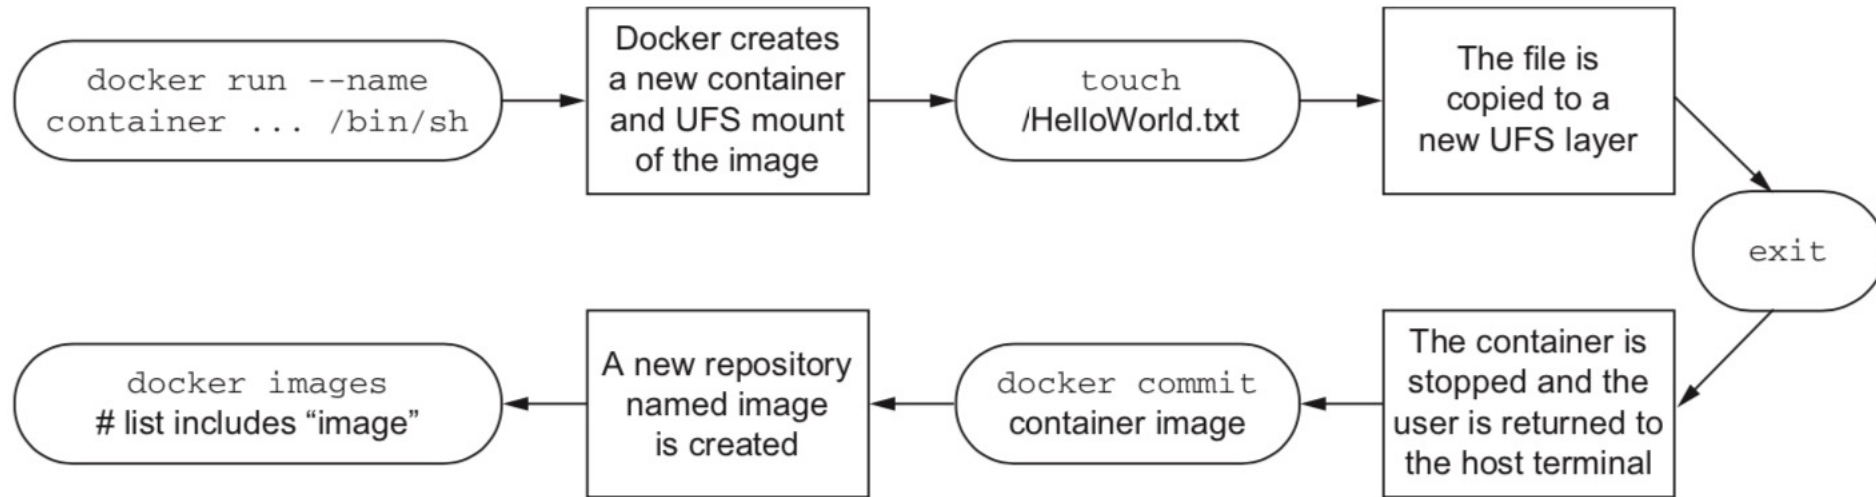 docker run --name
container ... /bin/sh
Docker creates
a new container
and UFS mount
of the image
touch
/HelloWorld.txt
The file is
copied to a
new UFS layer
exit
The container is
stopped and the
user is returned to
the host terminal
docker commit
container image
A new repository
named image
is created
docker images
# list includes “image”